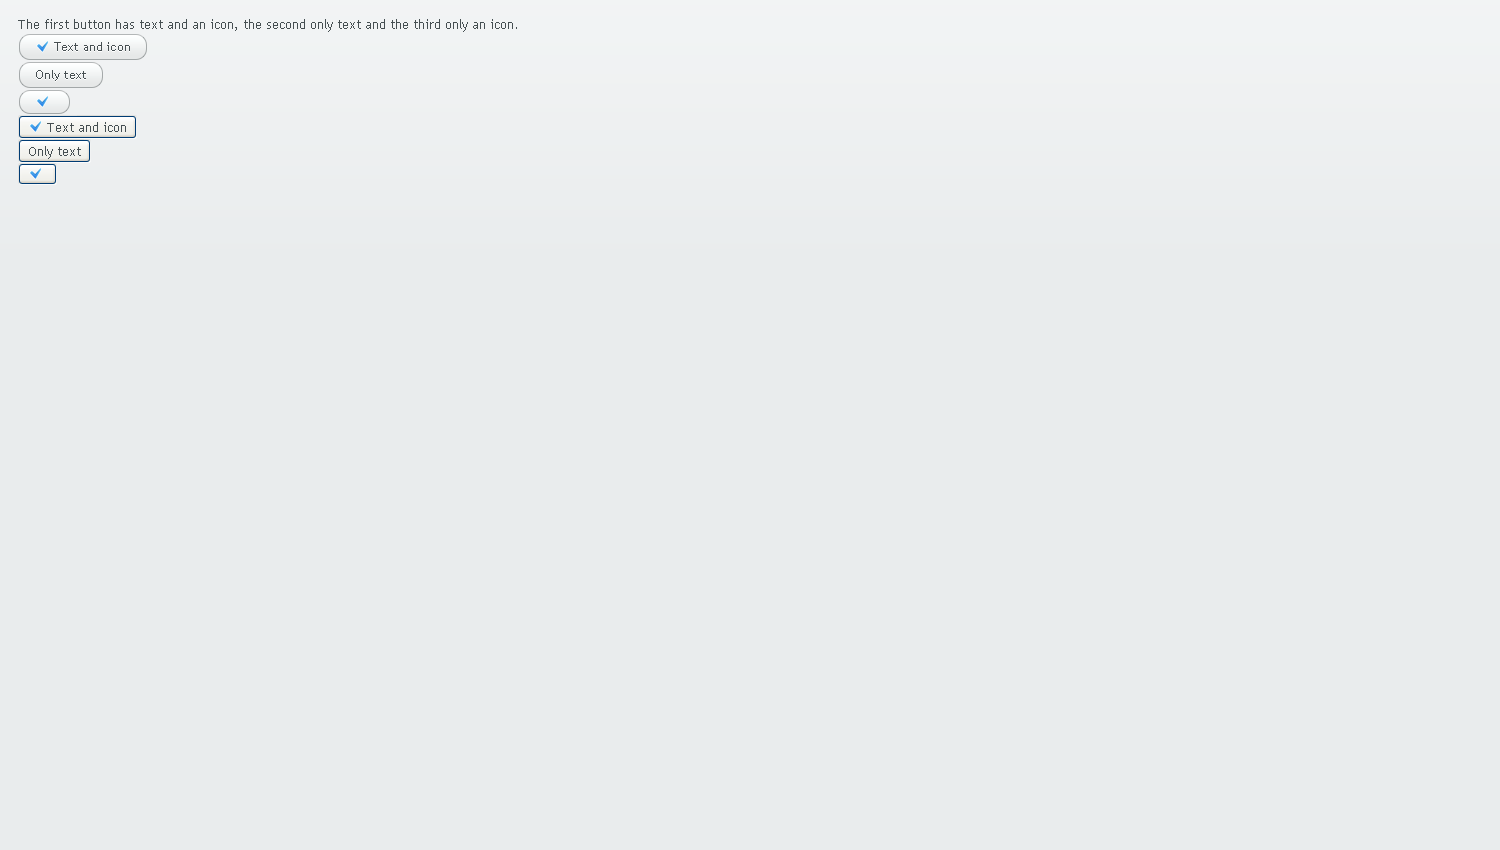 The first button has text and an icon, the second only text and the third only an icon.
Text and icon
Only text
Text and icon
Only text